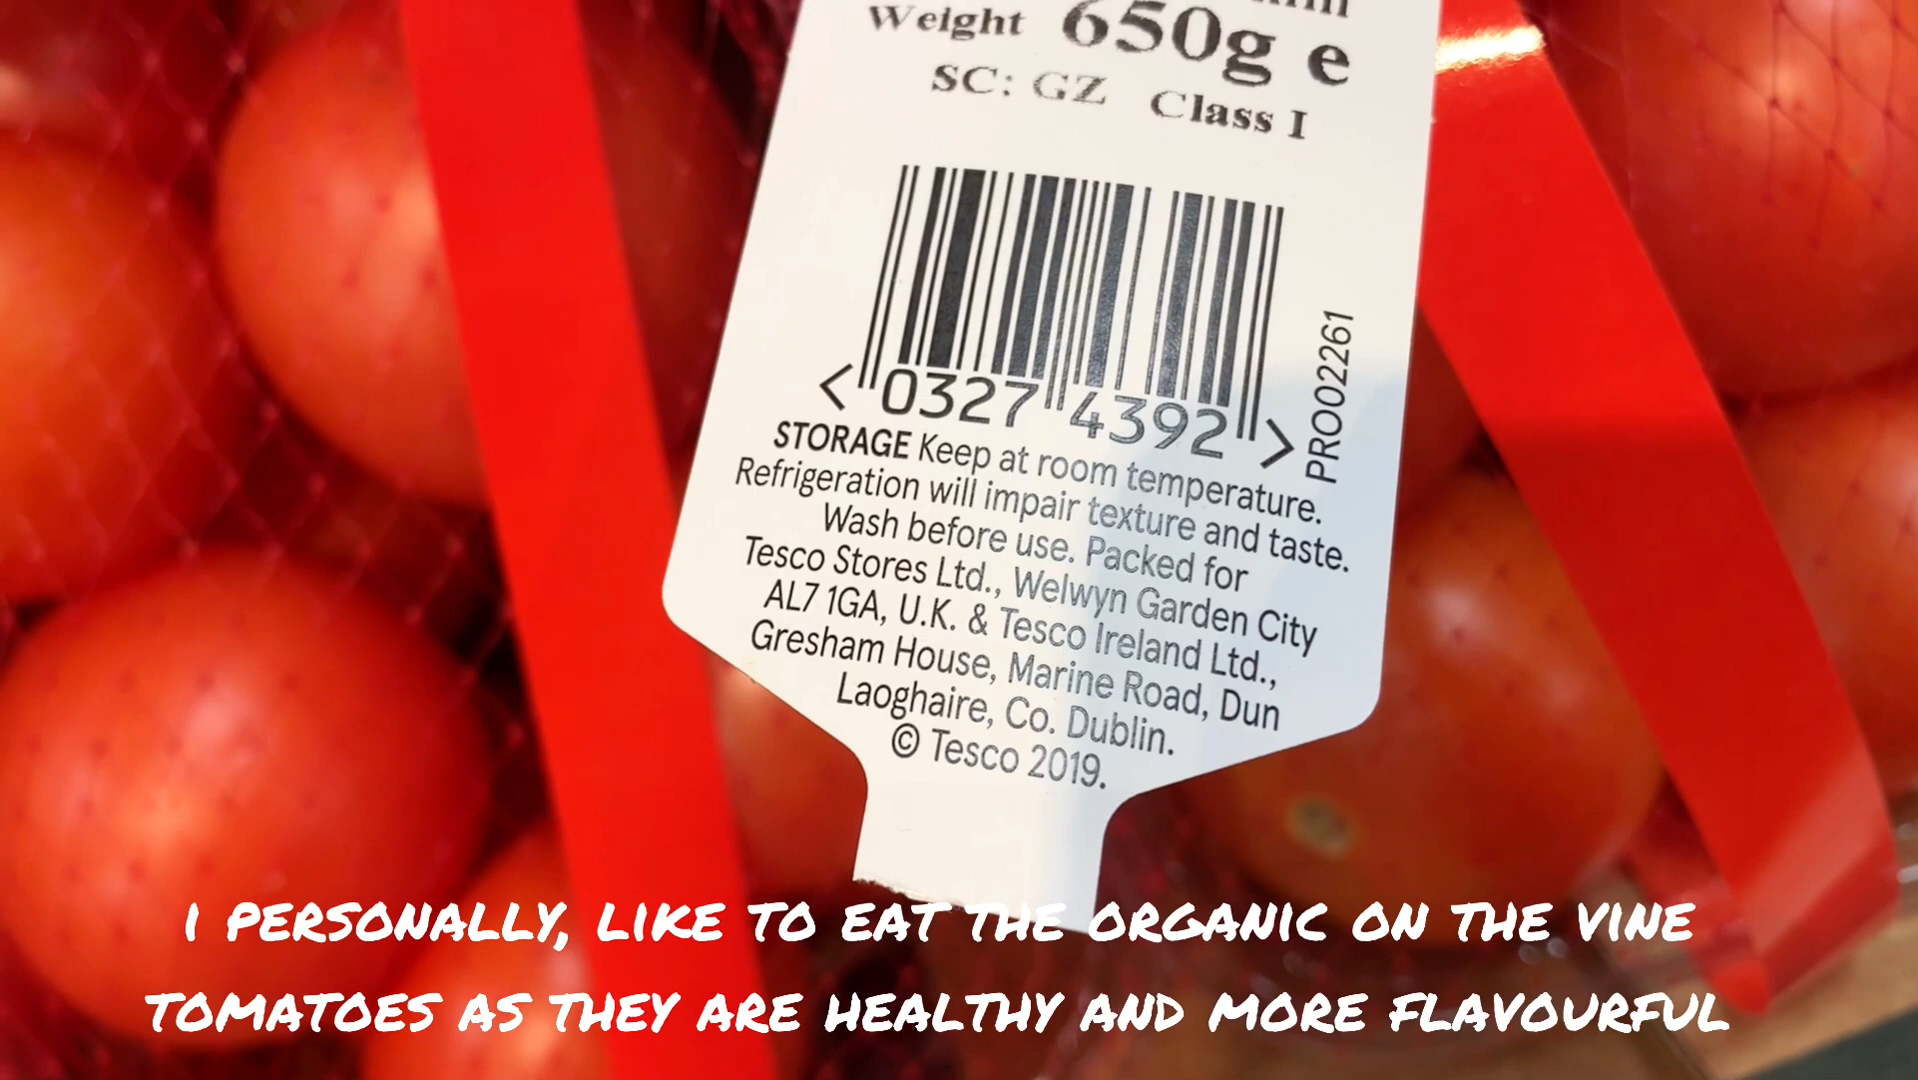 Weight 650g e
SC: GZ Class I
< 0327 4392 >
PRO02261
STORAGE Keep at room temperature.
Refrigeration will impair texture and taste.
Wash before use. Packed for
Tesco Stores Ltd., Welwyn Garden City
AL7 1GA, U.K. & Tesco Ireland Ltd.,
Gresham House, Marine Road, Dun
Laoghaire, Co. Dublin.
© Tesco 2019.
I PERSONALLY, LIKE TO EAT THE ORGANIC ON THE VINE
TOMATOES AS THEY ARE HEALTHY AND MORE FLAVOURFUL